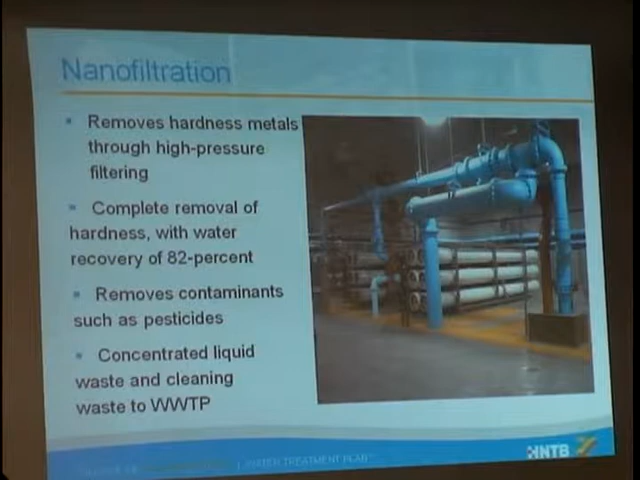 Nanofiltration
Removes hardness metals
through high-pressure
filtering
Complete removal of
hardness, with water
recovery of 82-percent
Removes contaminants
such as pesticides
Concentrated liquid
waste and cleaning
waste to WWTP
WATER TREATMENT PLAN
HNTB